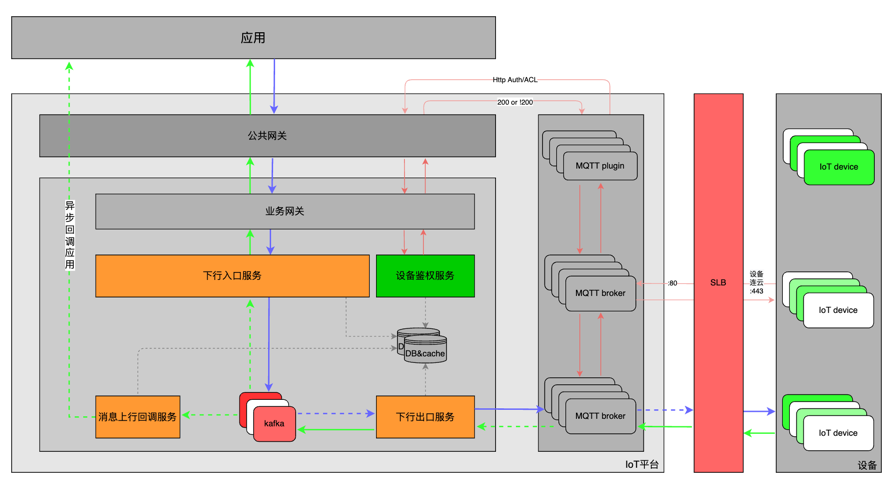 应用
Http Auth/ACL
200 or !200
公共网关
MQTT plugin
IoT device
异
步
回
调
应
用
业务网关
下行入口服务
设备鉴权服务
MQTT broker
:80
SLB
设备
连云
:443
IoT device
D
DB&cache
消息上行回调服务
kafka
下行出口服务
MQTT broker
IoT device
IoT平台
设备